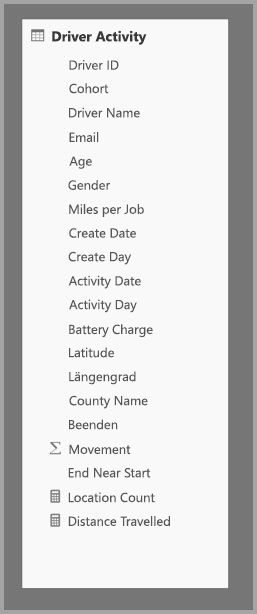 Driver Activity
Driver ID
Cohort
Driver Name
Email
Age
Gender
Miles per Job
Create Date
Create Day
Activity Date
Activity Day
Battery Charge
Latitude
Längengrad
County Name
Beenden
Movement
End Near Start
Location Count
Distance Travelled